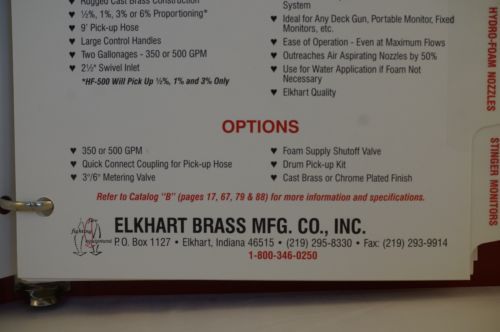 Rugged Cast Brass Construction
½%, 1%, 3% or 6% Proportioning*
9' Pick-up Hose
Large Control Handles
Two Gallonages - 350 or 500 GPM
2½" Swivel Inlet
*HF-500 Will Pick Up ½%, 1% and 3% Only
System
Ideal for Any Deck Gun, Portable Monitor, Fixed
Monitors, etc.
Ease of Operation - Even at Maximum Flows
Outreaches Air Aspirating Nozzles by 50%
Use for Water Application if Foam Not
Necessary
Elkhart Quality
OPTIONS
350 or 500 GPM
Quick Connect Coupling for Pick-up Hose
3%/6% Metering Valve
Foam Supply Shutoff Valve
Drum Pick-up Kit
Cast Brass or Chrome Plated Finish
Refer to Catalog "B" (pages 17, 67, 79 & 88) for more information and specifications.
fighting
equipment
ELKHART BRASS MFG. CO., INC.
P.O. Box 1127 • Elkhart, Indiana 46515 • (219) 295-8330 • Fax: (219) 293-9914
1-800-346-0250
HYDRO-FOAM NOZZLES
STINGER MONITORS